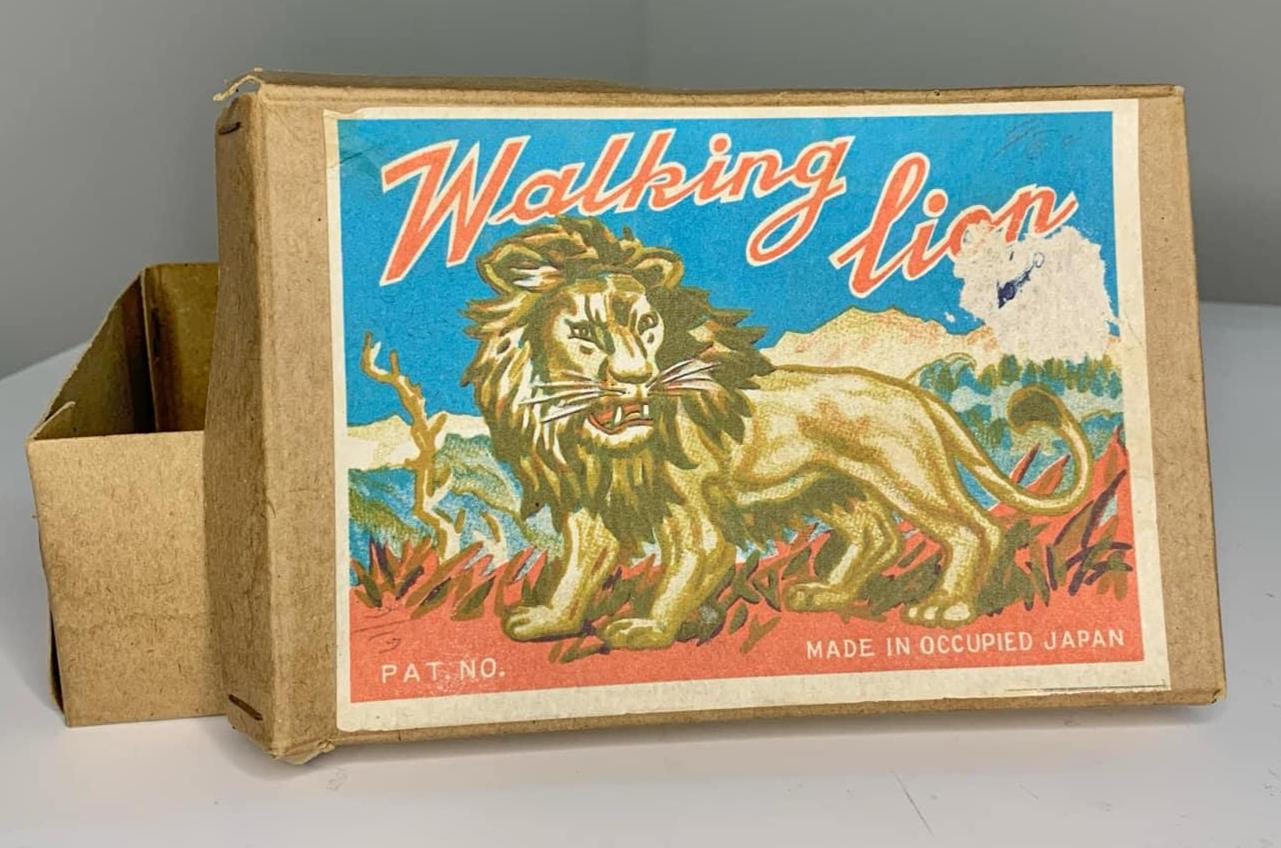 Walking lion
PAT. NO.
MADE IN OCCUPIED JAPAN